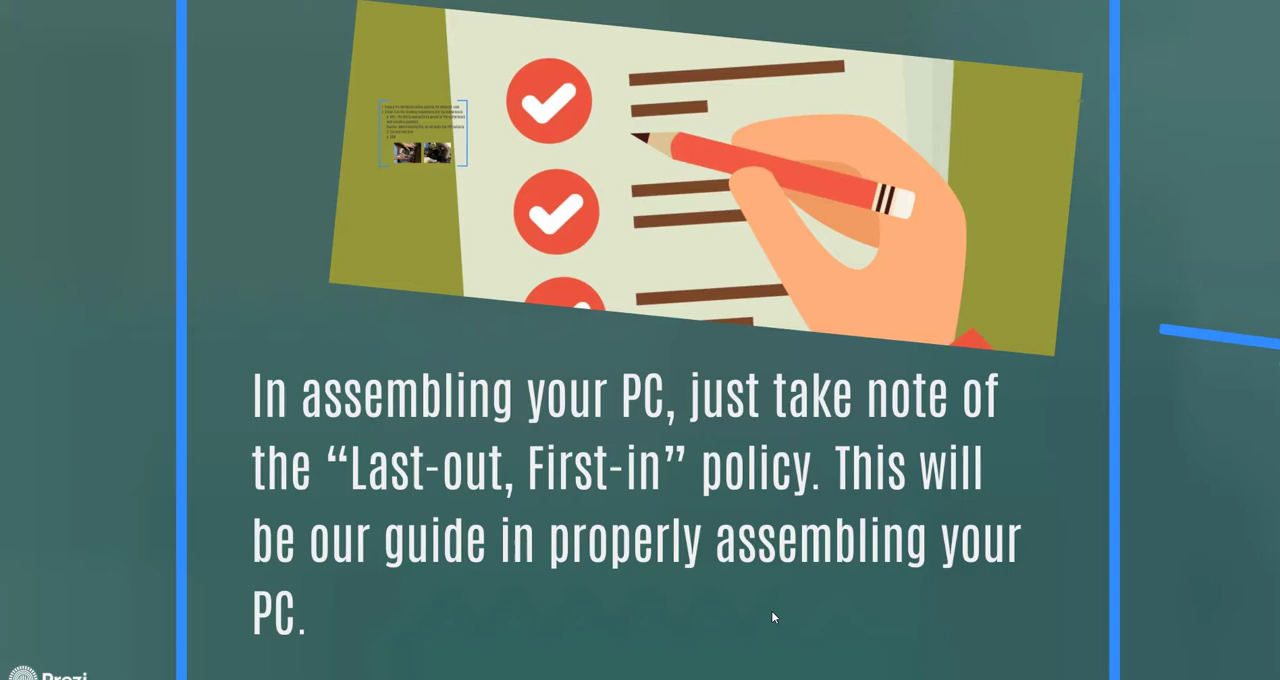 In assembling your PC, just take note of
the “Last-out, First-in” policy. This will
be our guide in properly assembling your
PC.
Prezi